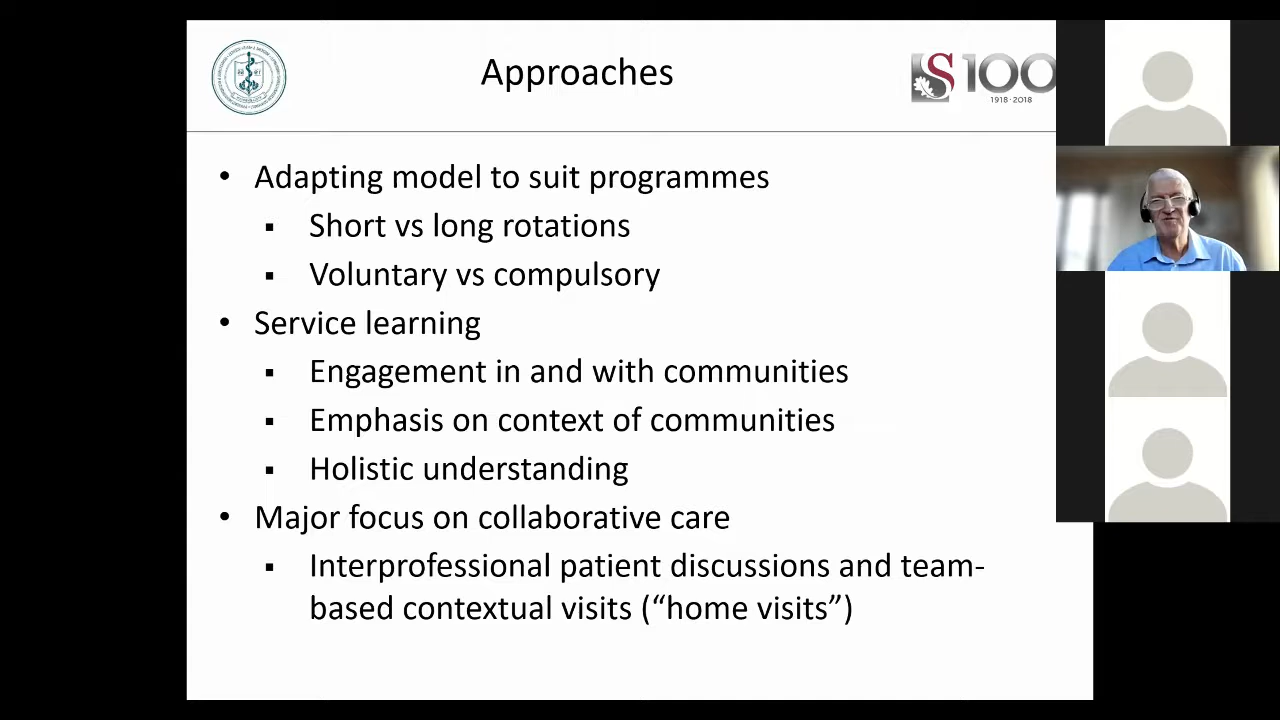 Approaches
S100
1918·2018
• Adapting model to suit programmes
▪ Short vs long rotations
▪ Voluntary vs compulsory
• Service learning
▪ Engagement in and with communities
▪ Emphasis on context of communities
▪ Holistic understanding
• Major focus on collaborative care
▪ Interprofessional patient discussions and team-
based contextual visits (“home visits”)